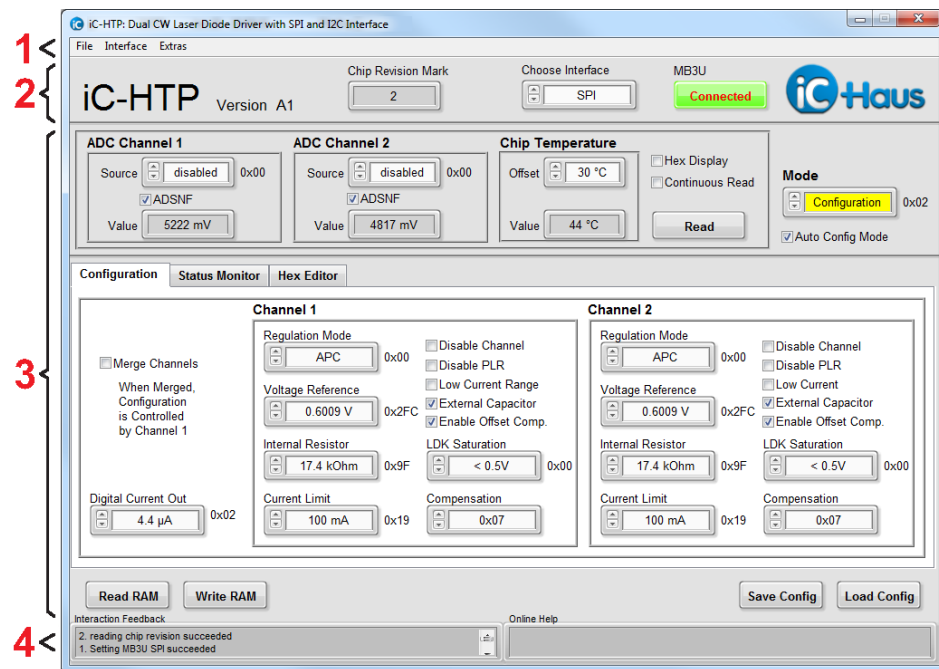 iC-HTP: Dual CW Laser Diode Driver with SPI and I2C Interface
1
File Interface Extras
2
iC-HTP Version A1
Chip Revision Mark
2
Choose Interface
SPI
MB3U
Connected
iC Haus
3
ADC Channel 1
Source disabled 0x00
ADSNF
Value 5222 mV
ADC Channel 2
Source disabled 0x00
ADSNF
Value 4817 mV
Chip Temperature
Offset 30 °C
Value 44 °C
Hex Display
Continuous Read
Read
Mode
Configuration 0x02
Auto Config Mode
Configuration Status Monitor Hex Editor
Merge Channels
When Merged,
Configuration
is Controlled
by Channel 1
Digital Current Out
4.4 µA 0x02
Channel 1
Regulation Mode
APC 0x00
Voltage Reference
0.6009 V 0x2FC
Internal Resistor
17.4 kOhm 0x9F
Current Limit
100 mA 0x19
Disable Channel
Disable PLR
Low Current Range
External Capacitor
Enable Offset Comp.
LDK Saturation
< 0.5V 0x00
Compensation
0x07
Channel 2
Regulation Mode
APC 0x00
Voltage Reference
0.6009 V 0x2FC
Internal Resistor
17.4 kOhm 0x9F
Current Limit
100 mA 0x19
Disable Channel
Disable PLR
Low Current
External Capacitor
Enable Offset Comp.
LDK Saturation
< 0.5V 0x00
Compensation
0x07
Read RAM Write RAM Save Config Load Config
4
Interaction Feedback
2. reading chip revision succeeded
1. Setting MB3U SPI succeeded
Online Help